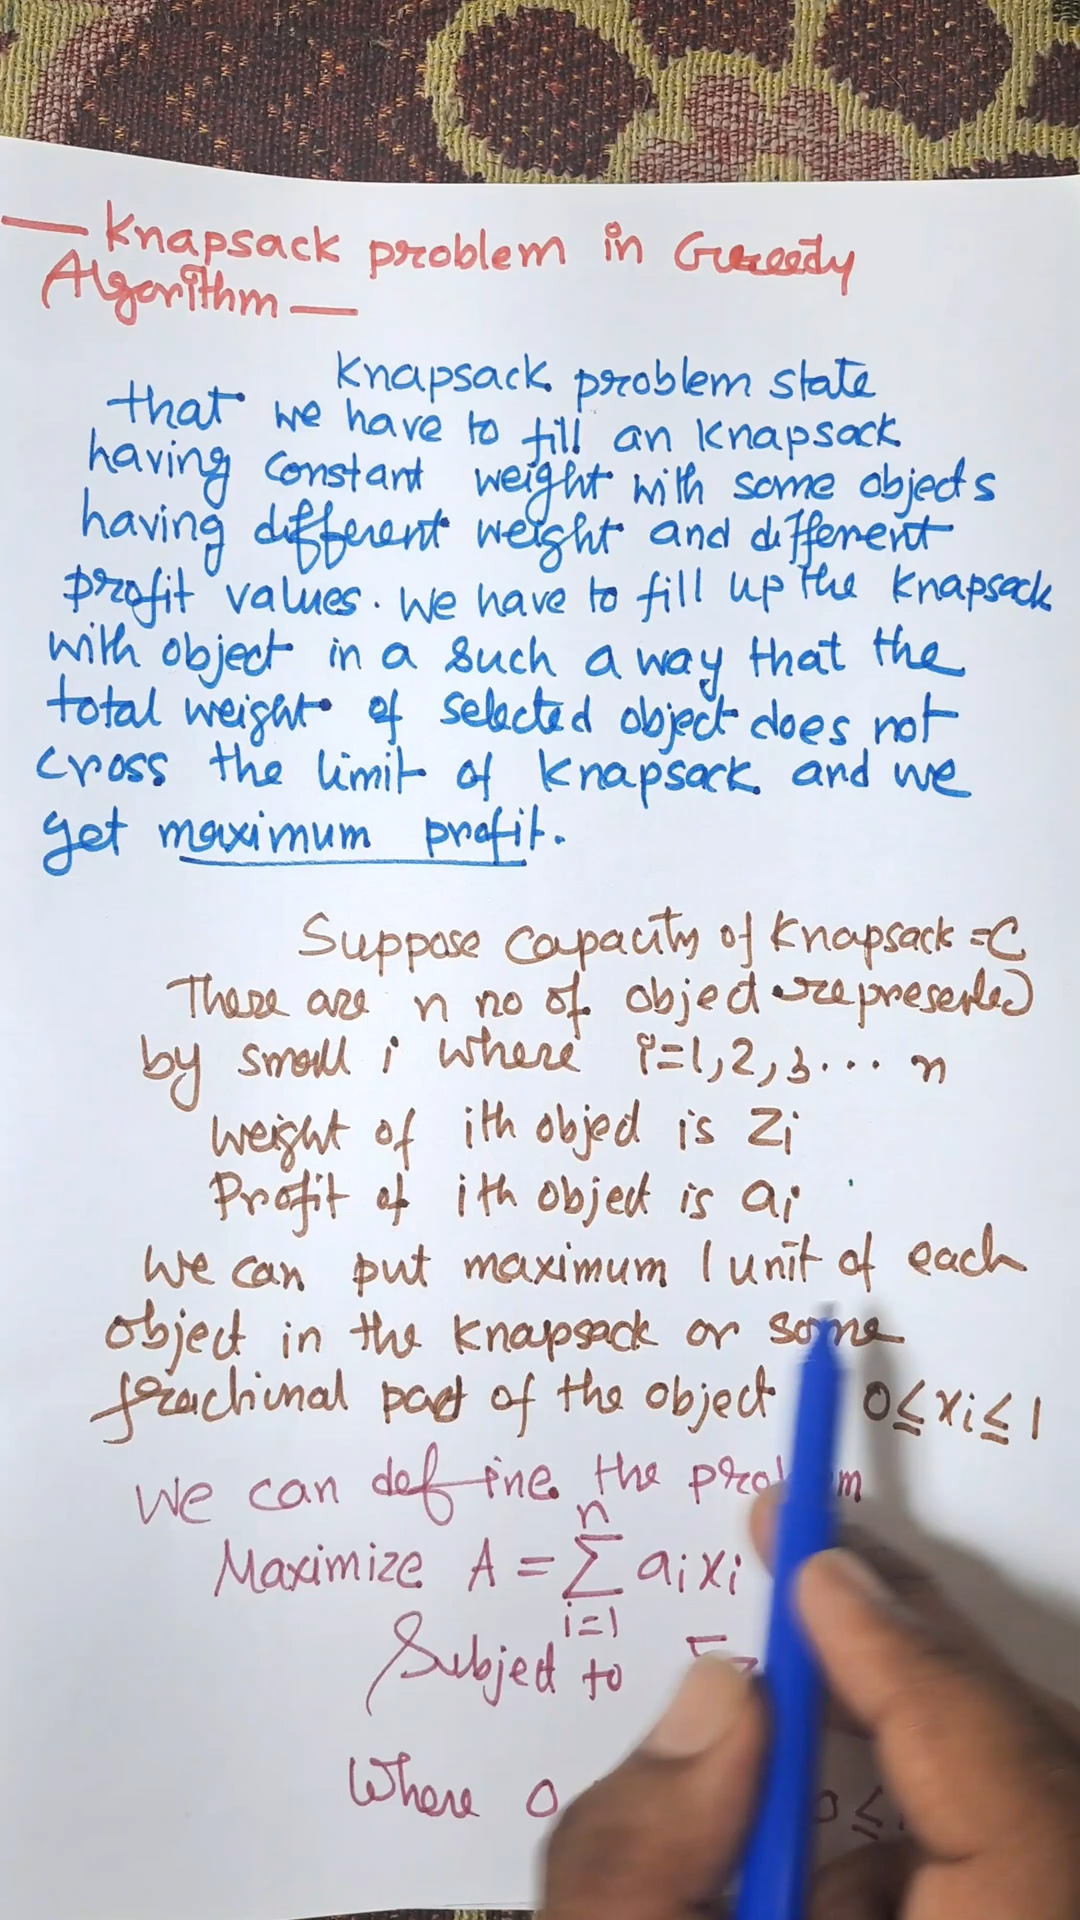 — Knapsack problem in Greedy
Algorithm —
Knapsack problem state
that we have to fill an knapsack
having constant weight with some objects
having different weight and different
profit values. We have to fill up the knapsack
with object in a such a way that the
total weight of selected object does not
cross the limit of knapsack and we
get maximum profit.
Suppose capacity of knapsack = C
There are n no of object represented
by small i where i=1,2,3... n
Weight of ith object is Zi
Profit of ith object is ai
We can put maximum 1 unit of each
object in the knapsack or some
fractional part of the object 0≤xi≤1
We can define the problem
n
Maximize A = ∑ ai xi
i=1
Subject to
Where 0